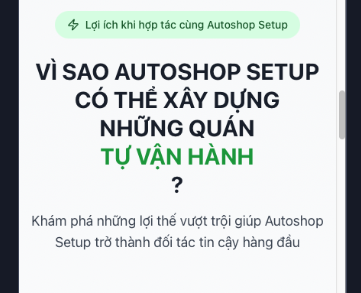 Lợi ích khi hợp tác cùng Autoshop Setup
VÌ SAO AUTOSHOP SETUP
CÓ THỂ XÂY DỰNG
NHỮNG QUÁN
TỰ VẬN HÀNH
?
Khám phá những lợi thế vượt trội giúp Autoshop
Setup trở thành đối tác tin cậy hàng đầu